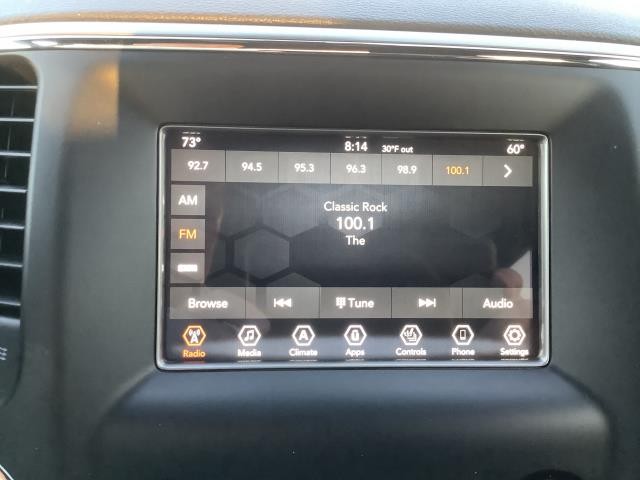 73° 8:14 30°F out 60°
92.7 94.5 95.3 96.3 98.9 100.1
AM
Classic Rock
FM 100.1
The
Browse Tune Audio
Radio Media Climate Apps Controls Phone Settings